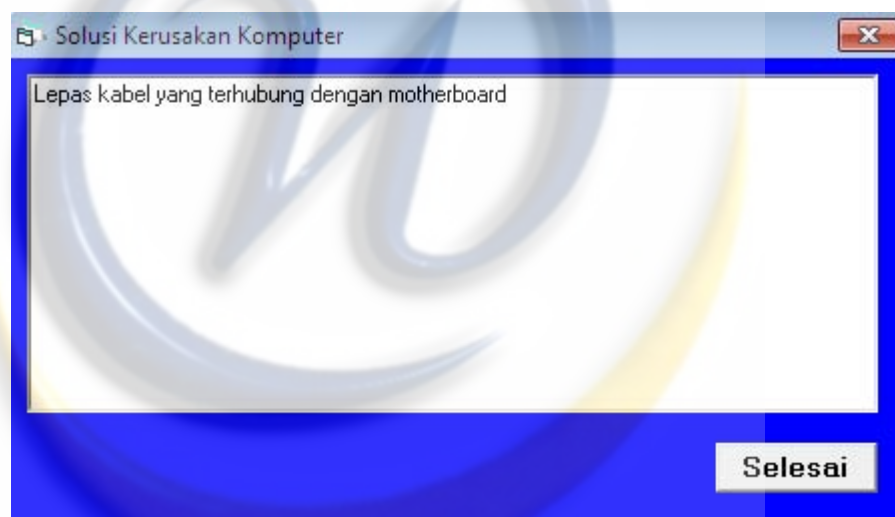 Solusi Kerusakan Komputer
Lepas kabel yang terhubung dengan motherboard
Selesai